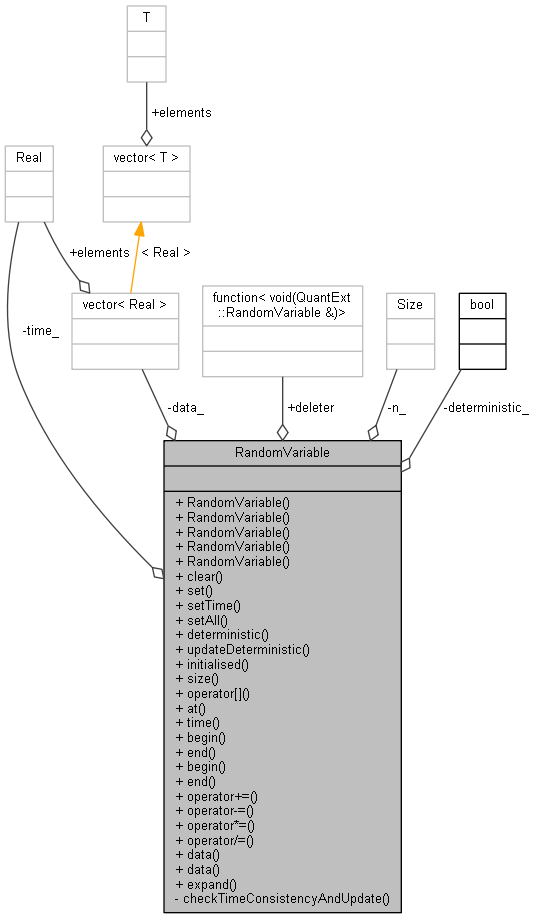 T
+elements
Real
vector< T >
+elements
< Real >
vector< Real >
function< void(QuantExt
::RandomVariable &)>
Size
bool
-time_
-data_
+deleter
-n_
-deterministic_
RandomVariable
+ RandomVariable()
+ RandomVariable()
+ RandomVariable()
+ RandomVariable()
+ RandomVariable()
+ clear()
+ set()
+ setTime()
+ setAll()
+ deterministic()
+ updateDeterministic()
+ initialised()
+ size()
+ operator[]()
+ at()
+ time()
+ begin()
+ end()
+ begin()
+ end()
+ operator+=()
+ operator-=()
+ operator*=()
+ operator/=()
+ data()
+ data()
+ expand()
- checkTimeConsistencyAndUpdate()